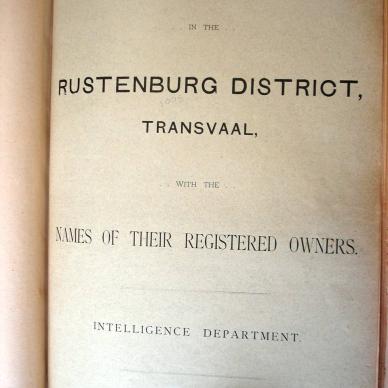 . . IN THE . .
RUSTENBURG DISTRICT,
TRANSVAAL,
. . WITH THE . .
NAMES OF THEIR REGISTERED OWNERS.
INTELLIGENCE DEPARTMENT.